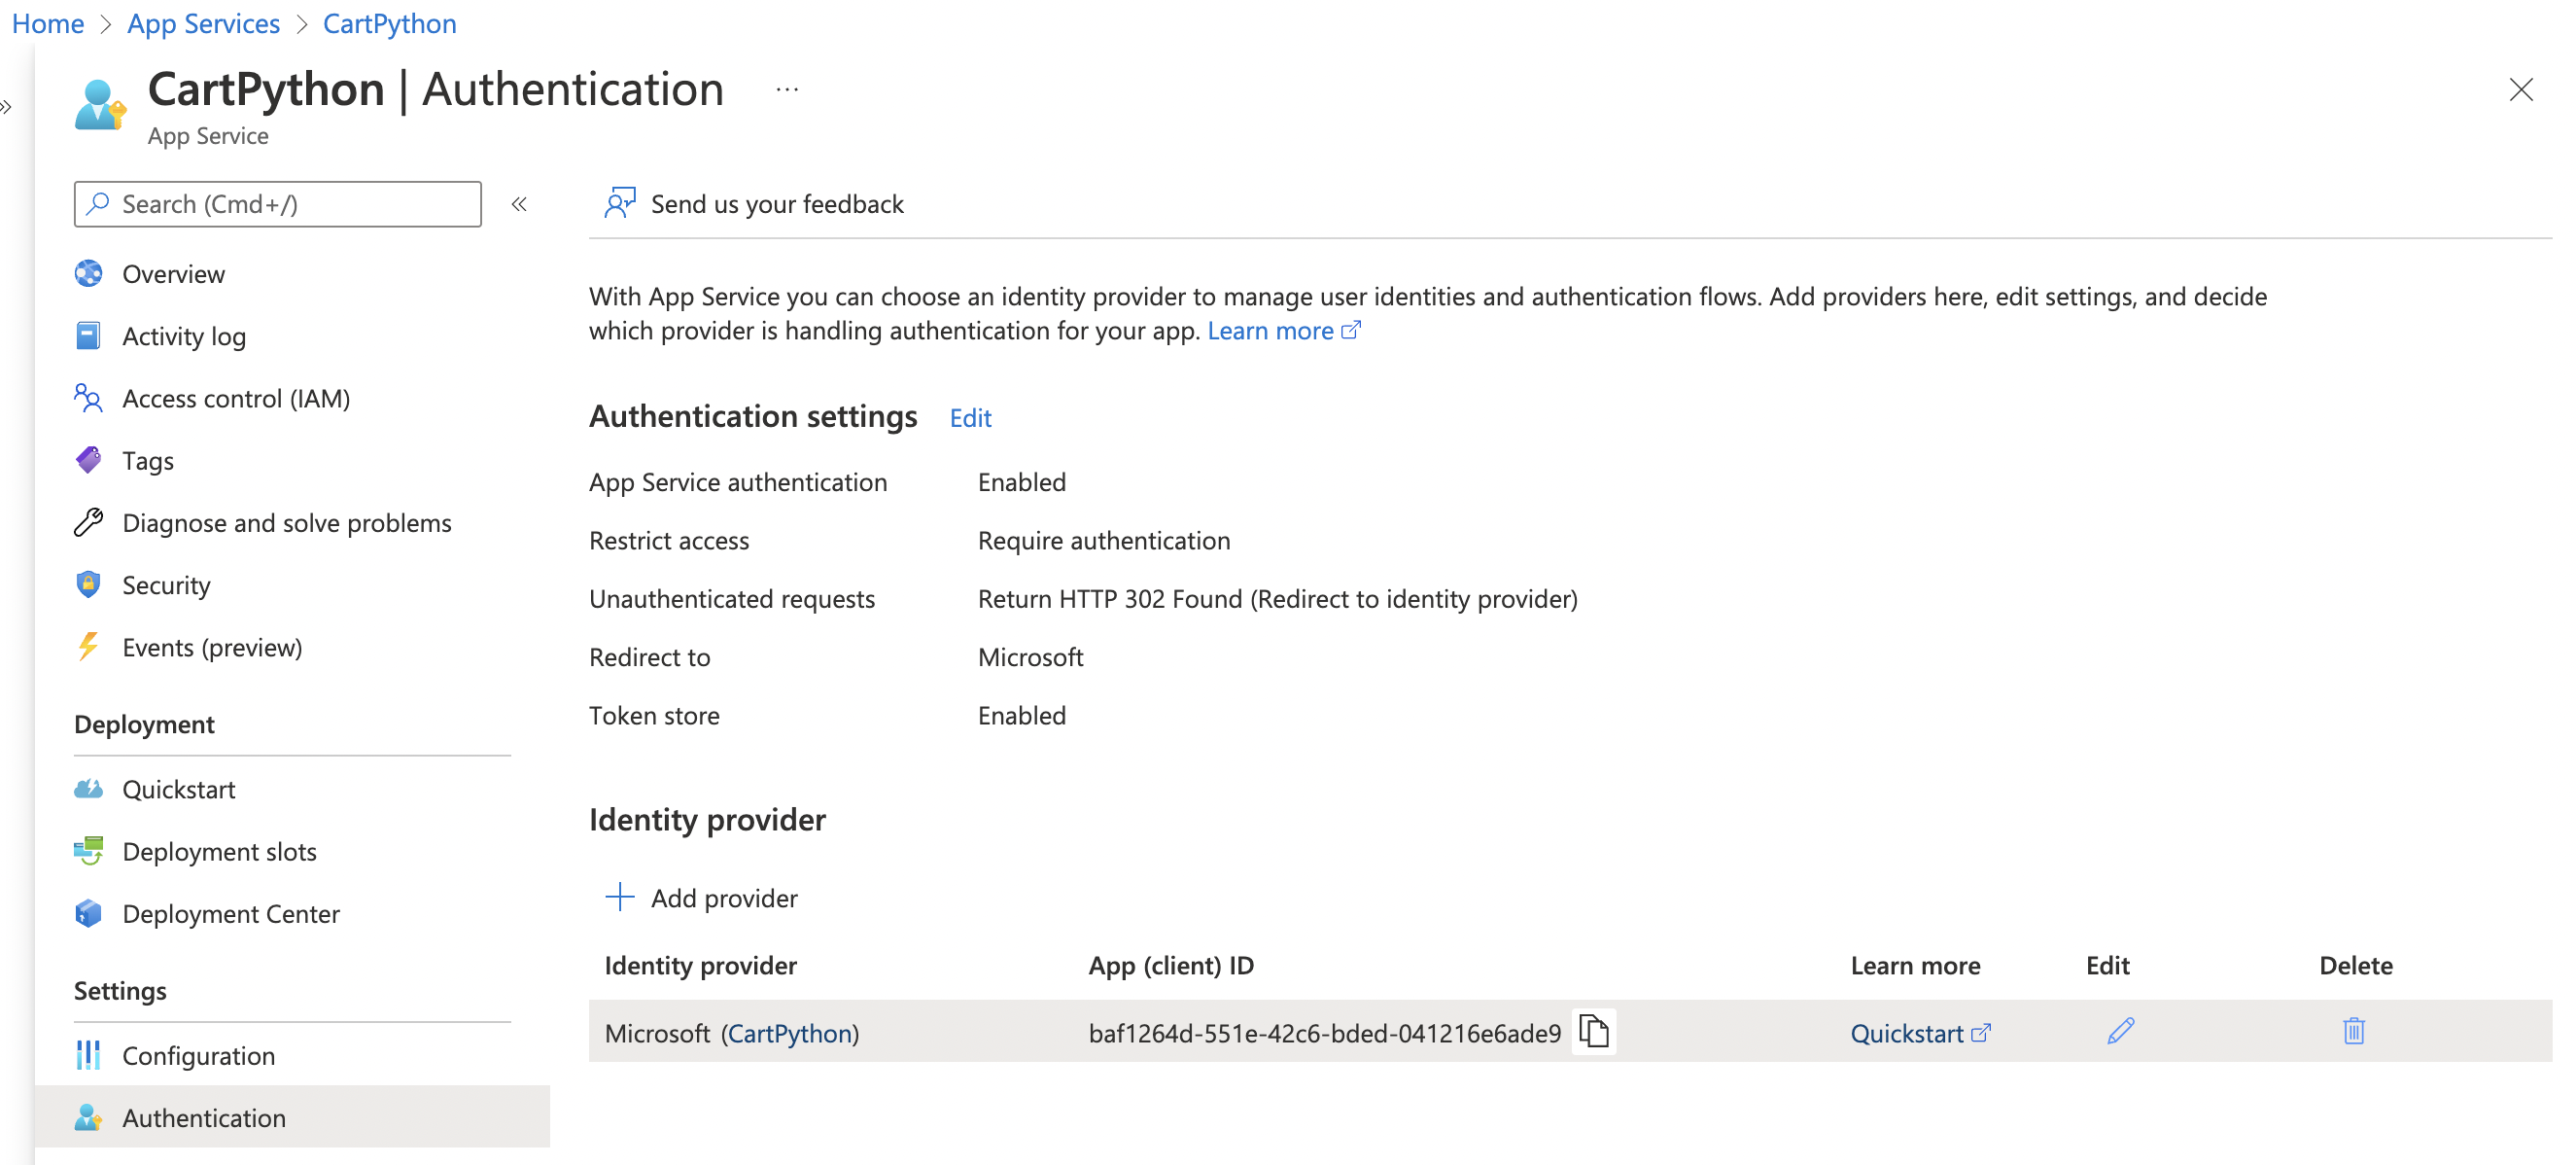 Home > App Services > CartPython
CartPython | Authentication ...
App Service
Search (Cmd+/)
Overview
Activity log
Access control (IAM)
Tags
Diagnose and solve problems
Security
Events (preview)
Deployment
Quickstart
Deployment slots
Deployment Center
Settings
Configuration
Authentication
Send us your feedback
With App Service you can choose an identity provider to manage user identities and authentication flows. Add providers here, edit settings, and decide
which provider is handling authentication for your app. Learn more
Authentication settings Edit
App Service authentication Enabled
Restrict access Require authentication
Unauthenticated requests Return HTTP 302 Found (Redirect to identity provider)
Redirect to Microsoft
Token store Enabled
Identity provider
Add provider
Identity provider App (client) ID Learn more Edit Delete
Microsoft (CartPython) baf1264d-551e-42c6-bded-041216e6ade9 Quickstart